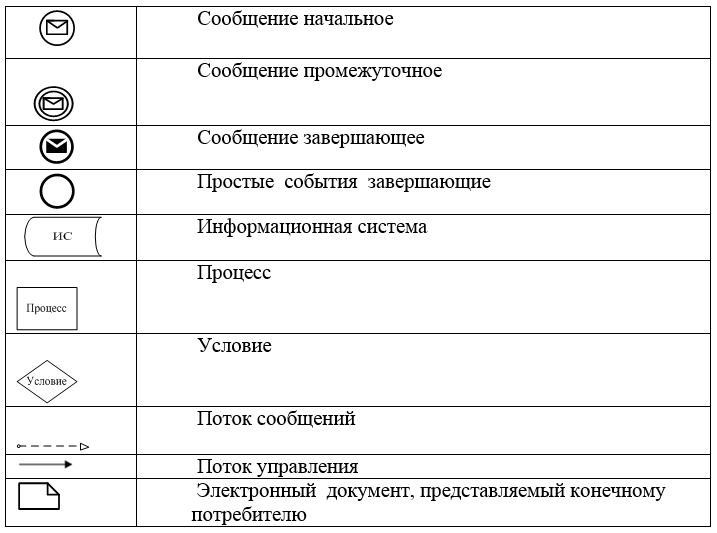 Сообщение начальное
Сообщение промежуточное
Сообщение завершающее
Простые события завершающие
ИС
Информационная система
Процесс
Процесс
Условие
Условие
Поток сообщений
Поток управления
Электронный документ, представляемый конечному
потребителю